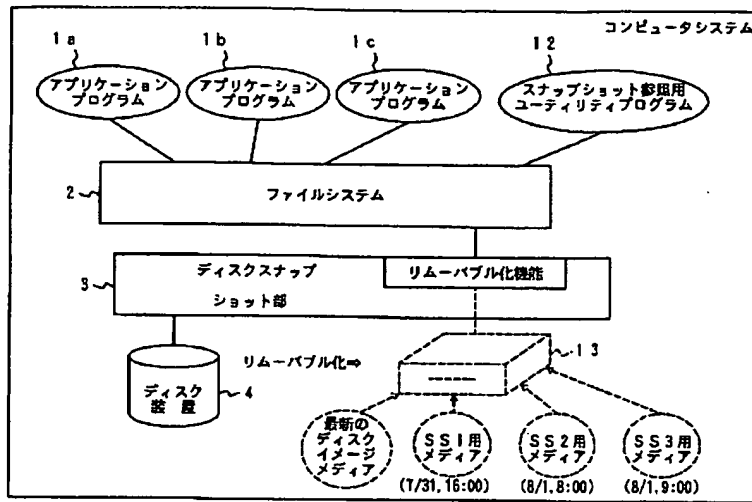 コンピュータシステム
1a
1b
1c
12
アプリケーション
プログラム
アプリケーション
プログラム
アプリケーション
プログラム
スナップショット参照用
ユーティリティプログラム
2
ファイルシステム
3
ディスクスナップ
ショット部
リムーバブル化機能
リムーバブル化⇒
13
ディスク
装置
4
最新の
ディスク
イメージ
メディア
SS1用
メディア
SS2用
メディア
SS3用
メディア
(7/31,16:00)
(8/1,8:00)
(8/1,9:00)